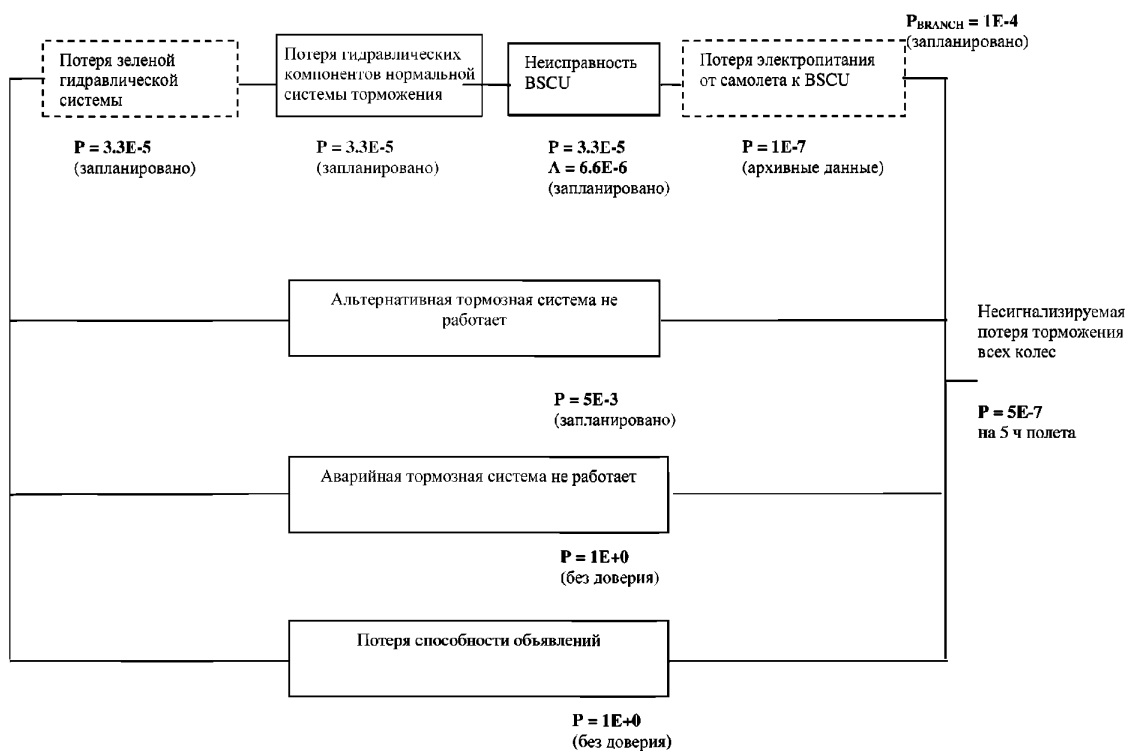 P_BRANCH = 1E-4
(запланировано)
Потеря зеленой
гидравлической
системы
Потеря гидравлических
компонентов нормальной
системы торможения
Неисправность
BSCU
Потеря электропитания
от самолета к BSCU
P = 3.3E-5
(запланировано)
P = 3.3E-5
(запланировано)
P = 3.3E-5
Λ = 6.6E-6
(запланировано)
P = 1E-7
(архивные данные)
Альтернативная тормозная система не
работает
P = 5E-3
(запланировано)
Несигнализируемая
потеря торможения
всех колес
P = 5E-7
на 5 ч полета
Аварийная тормозная система не работает
P = 1E+0
(без доверия)
Потеря способности объявлений
P = 1E+0
(без доверия)